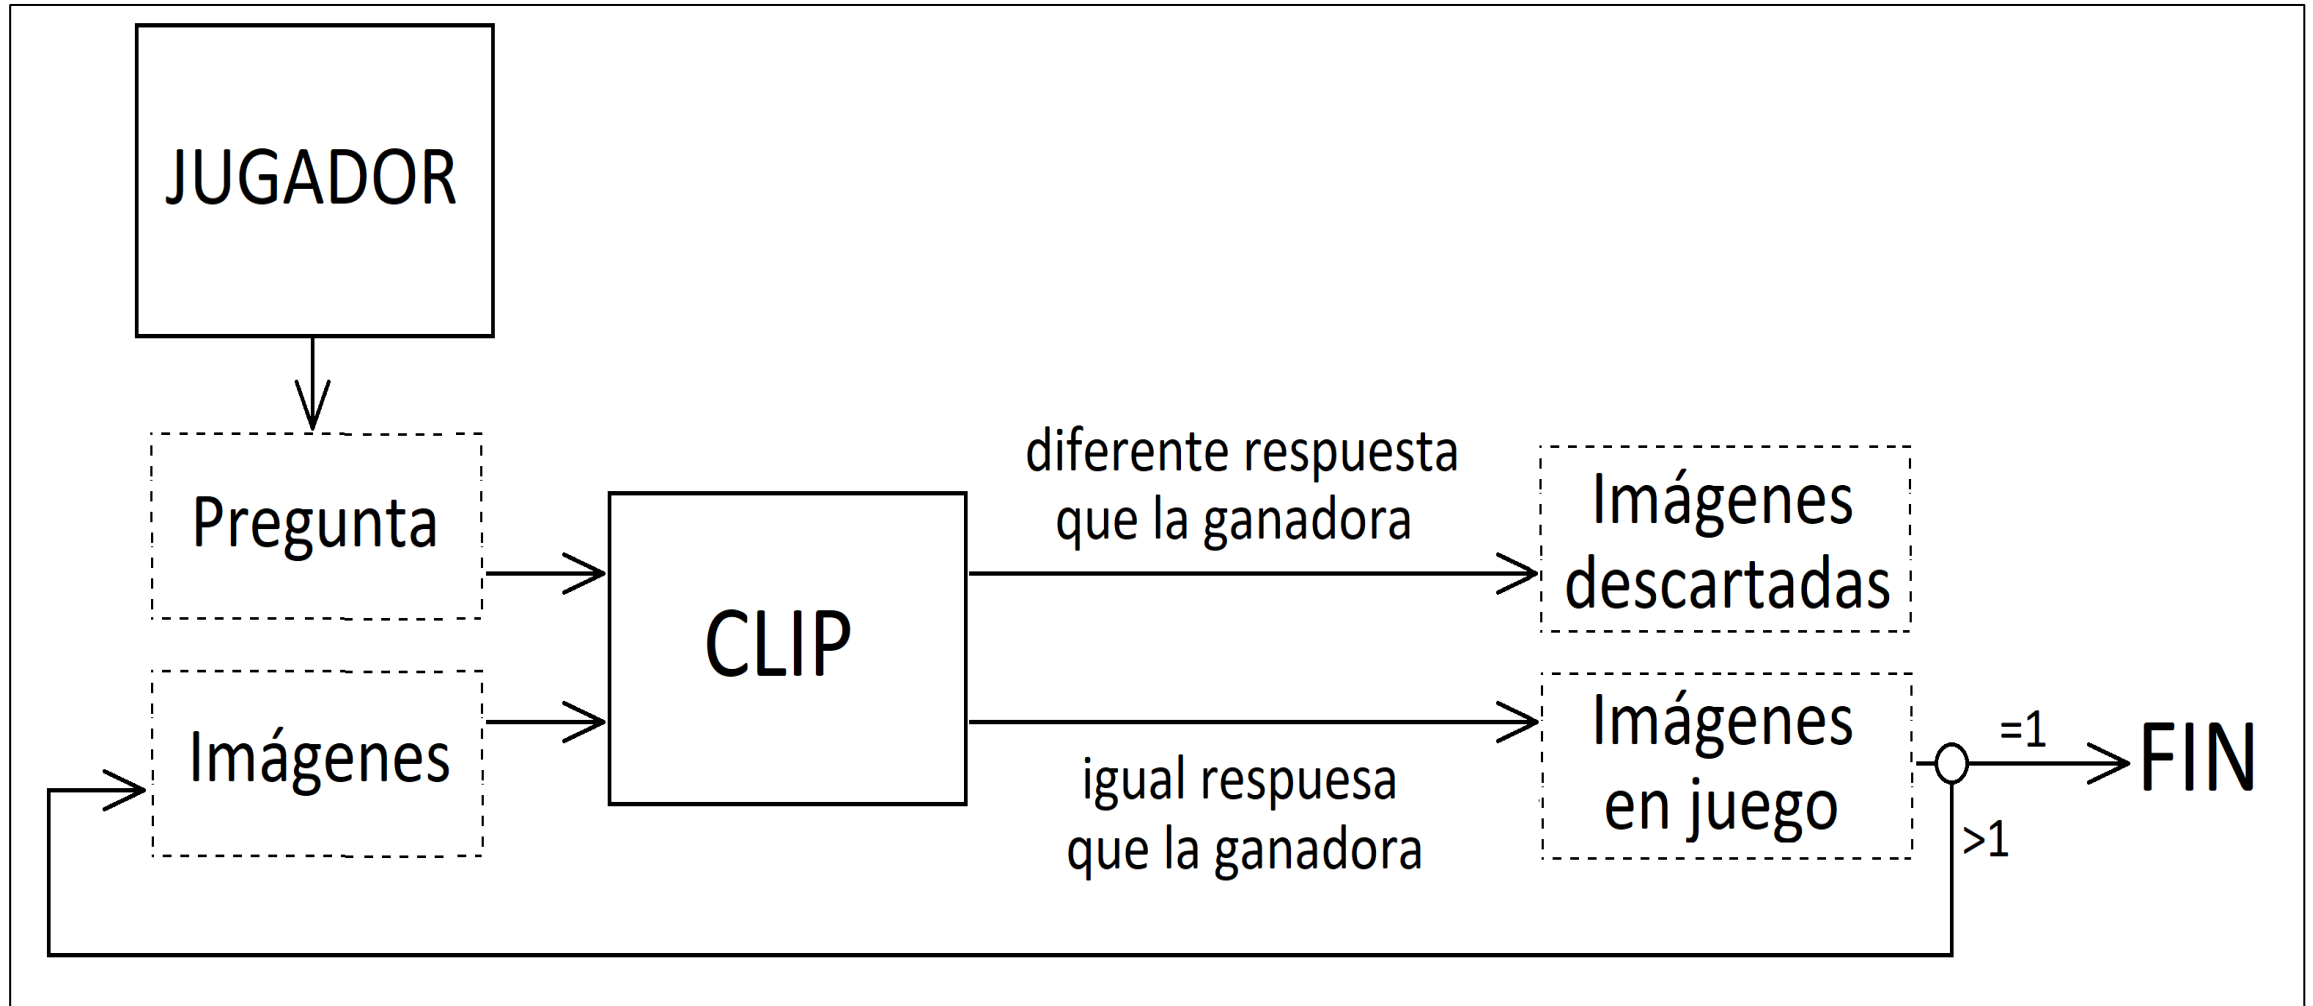 JUGADOR
Pregunta
Imágenes
CLIP
diferente respuesta
que la ganadora
igual respuesa
que la ganadora
Imágenes
descartadas
Imágenes
en juego
=1
>1
FIN